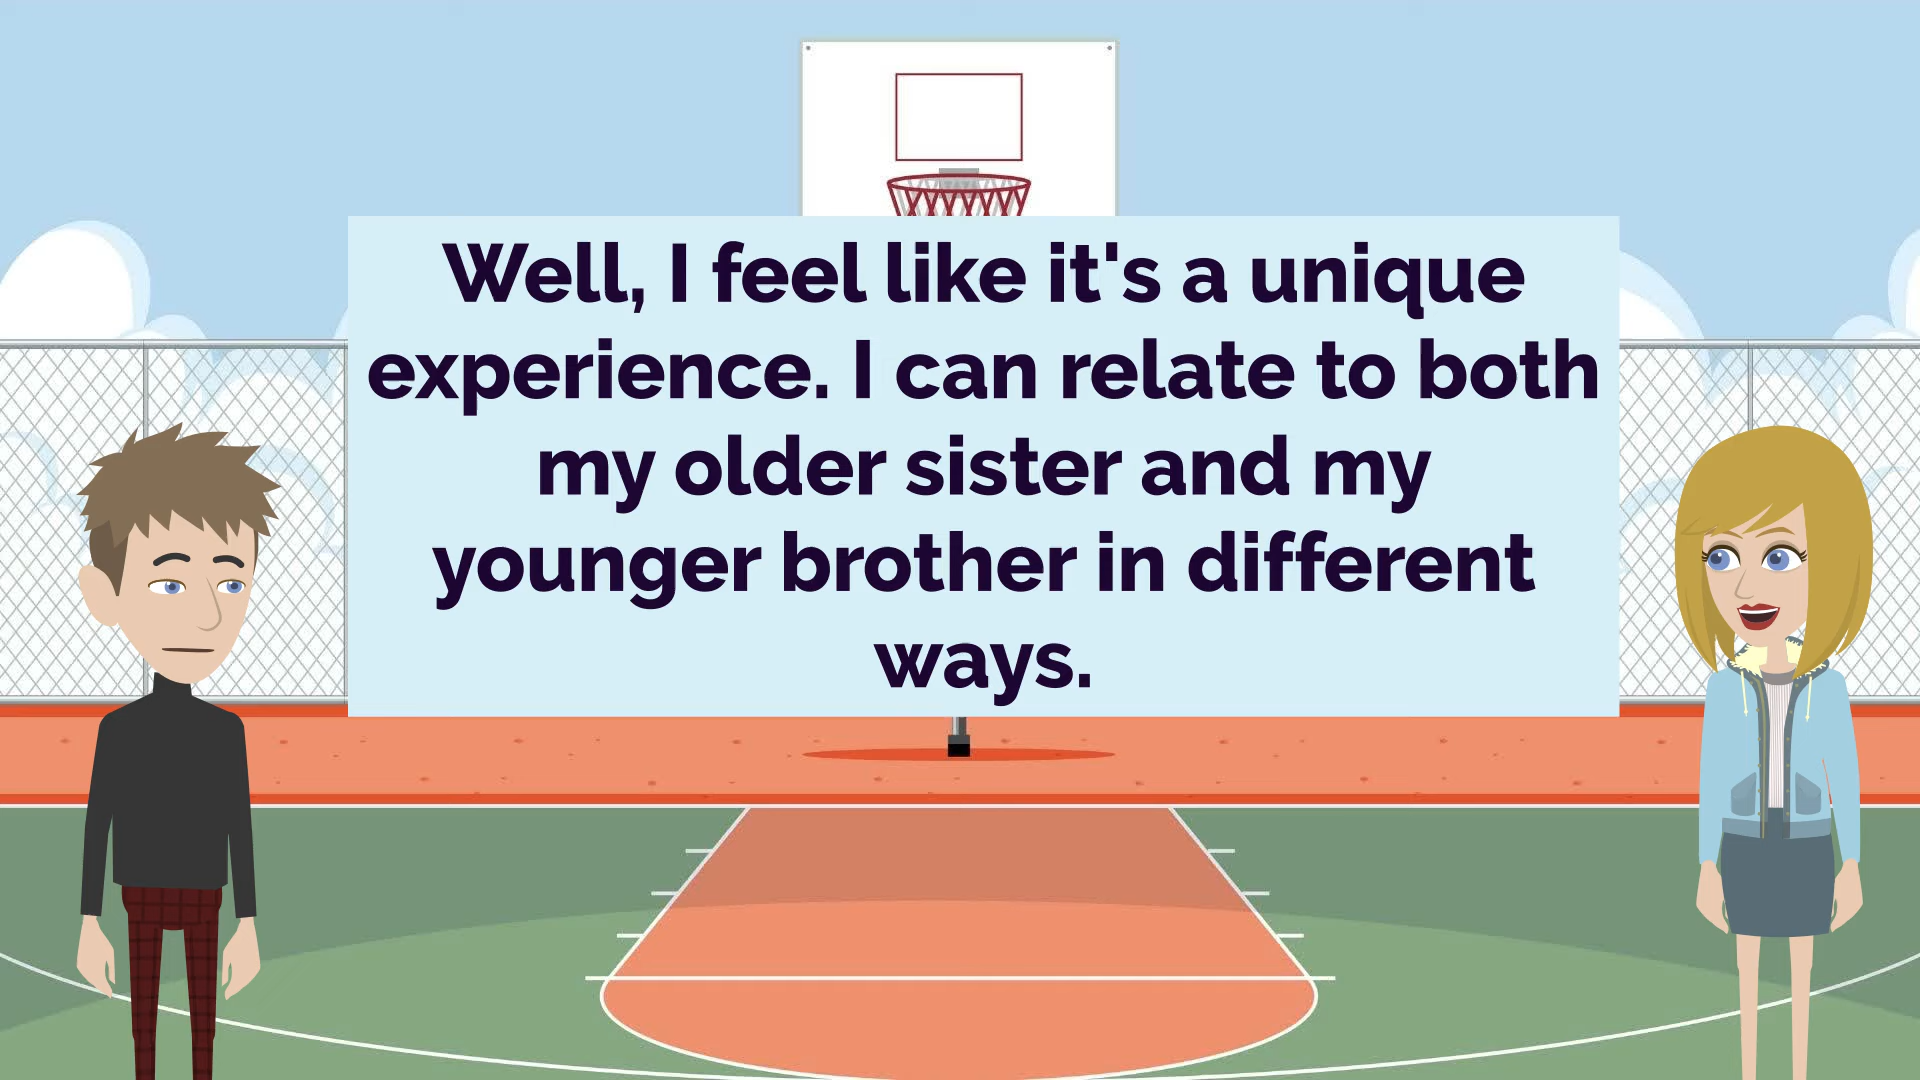 Well, I feel like it's a unique
experience. I can relate to both
my older sister and my
younger brother in different
ways.